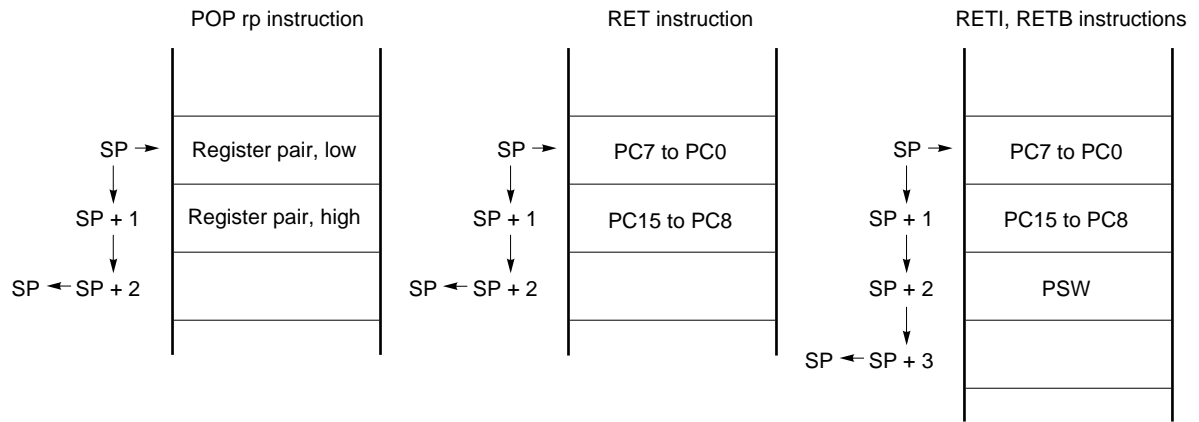 POP rp instruction
RET instruction
RETI, RETB instructions
SP
Register pair, low
SP
PC7 to PC0
SP
PC7 to PC0
SP + 1
Register pair, high
SP + 1
PC15 to PC8
SP + 1
PC15 to PC8
SP
SP + 2
SP
SP + 2
SP + 2
PSW
SP
SP + 3